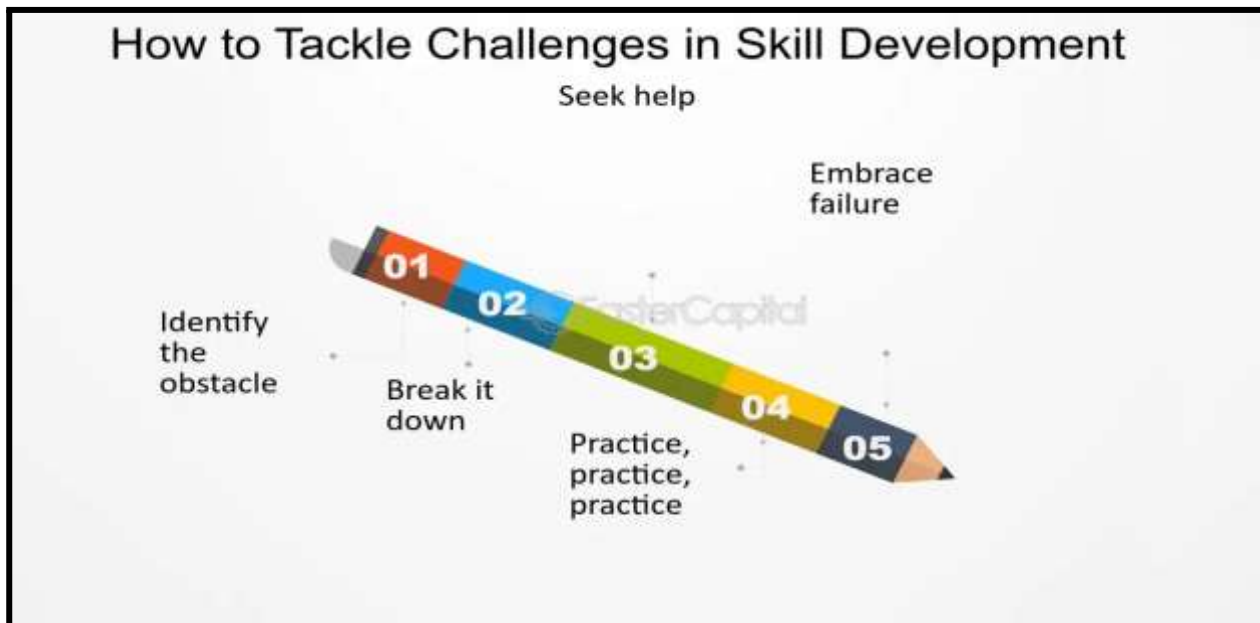 How to Tackle Challenges in Skill Development
Seek help
Embrace
failure
01
02
FasterCapital
03
04
05
Identify
the
obstacle
Break it
down
Practice,
practice,
practice